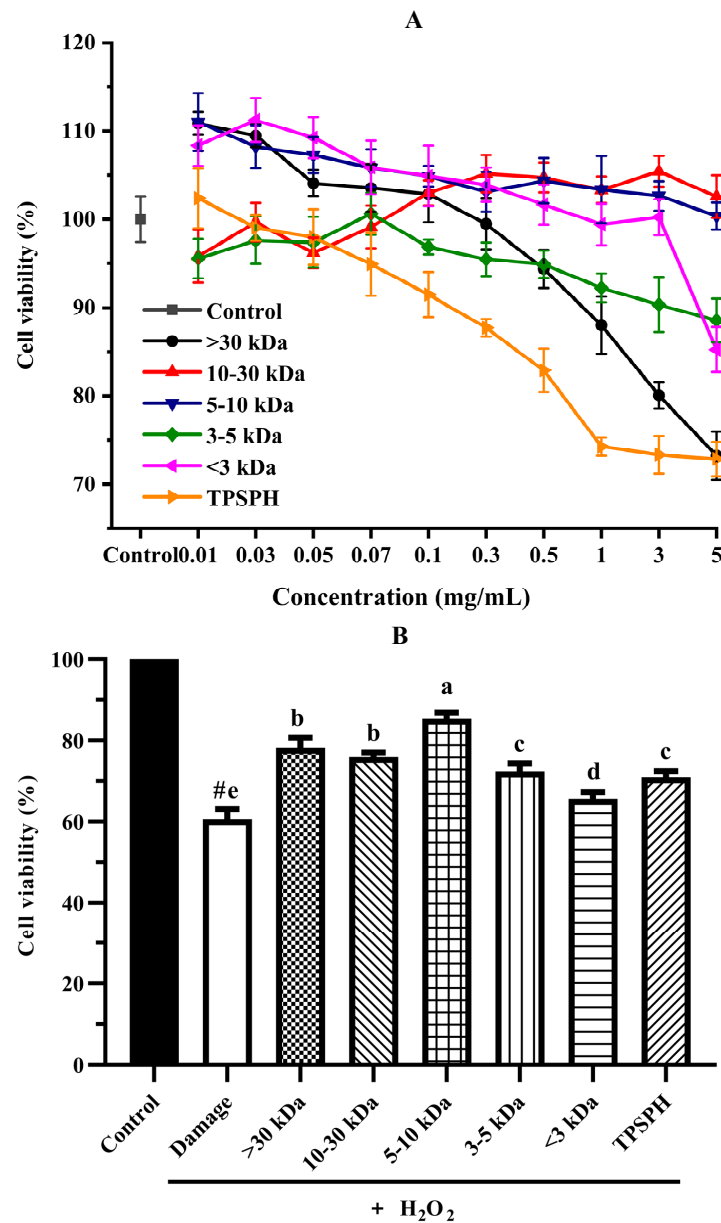 A
120
110
100
90
80
70
Cell viability (%)
Control
>30 kDa
10-30 kDa
5-10 kDa
3-5 kDa
<3 kDa
TPSPH
Control 0.01 0.03 0.05 0.07 0.1 0.3 0.5 1 3 5
Concentration (mg/mL)
B
100
80
60
40
20
0
Cell viability (%)
#e b b a c d c
Control Damage >30 kDa 10-30 kDa 5-10 kDa 3-5 kDa <3 kDa TPSPH
+ H₂O₂